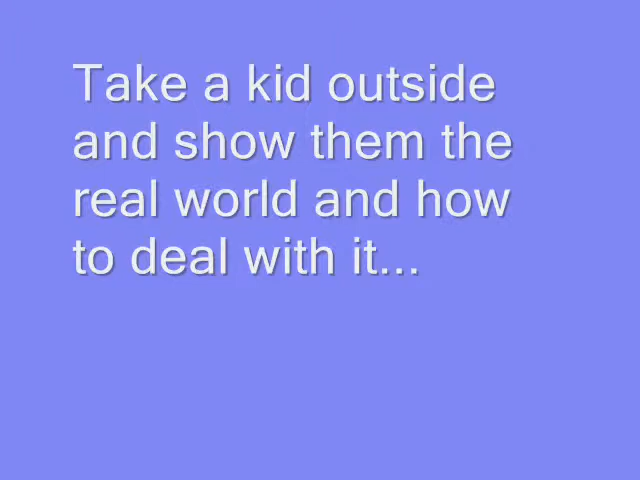 Take a kid outside
and show them the
real world and how
to deal with it...